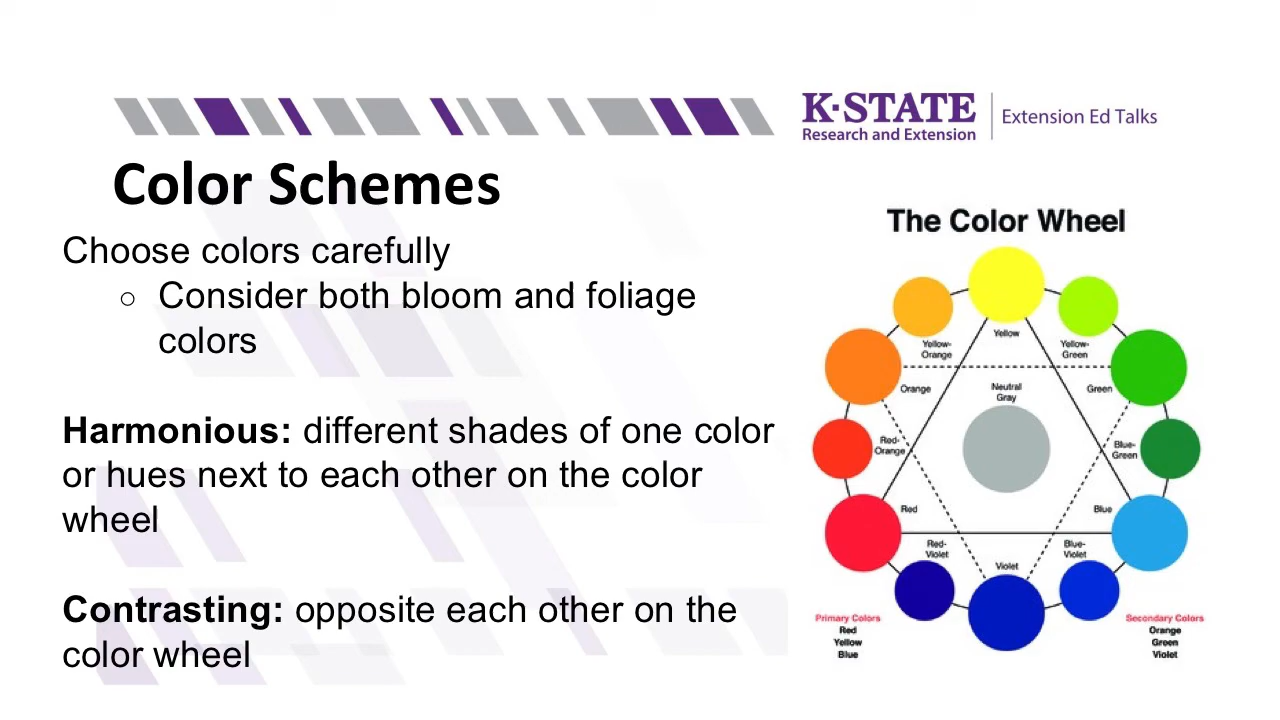 K-STATE
Research and Extension
Extension Ed Talks
Color Schemes
Choose colors carefully
○ Consider both bloom and foliage
colors
Harmonious: different shades of one color
or hues next to each other on the color
wheel
Contrasting: opposite each other on the
color wheel
The Color Wheel
Yellow
Yellow-
Orange
Yellow-
Green
Orange
Neutral
Gray
Green
Red-
Orange
Blue-
Green
Red
Blue
Red-
Violet
Violet
Blue-
Violet
Primary Colors
Red
Yellow
Blue
Secondary Colors
Orange
Green
Violet